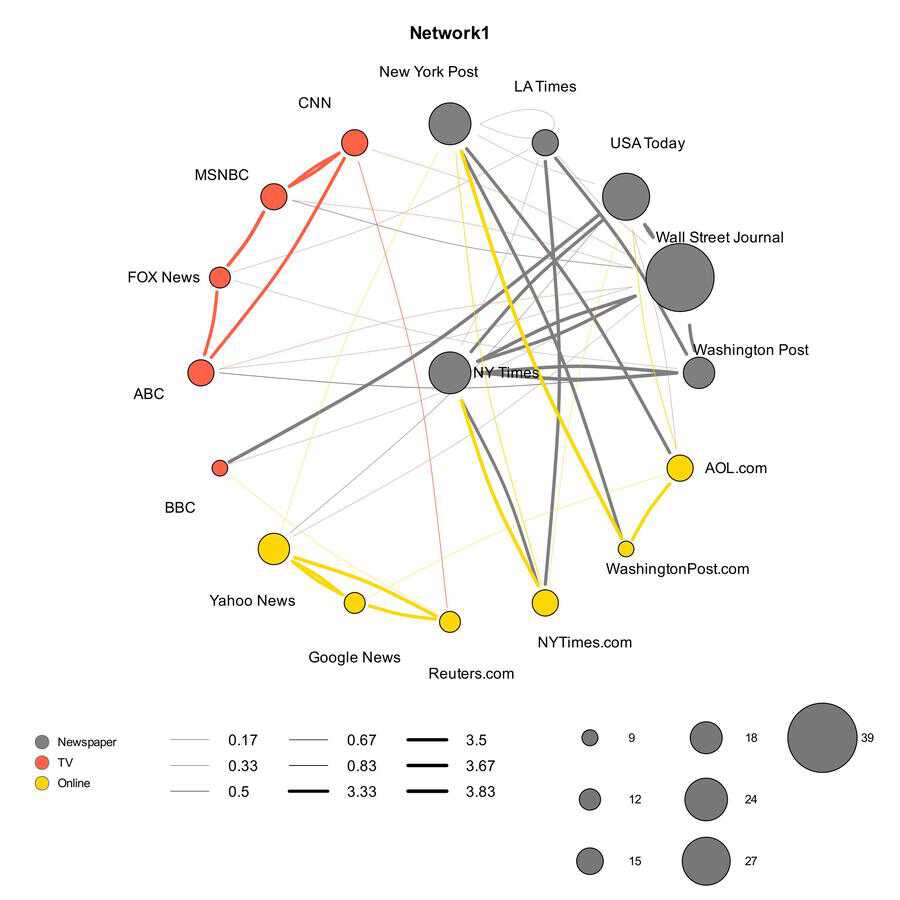 Network1
New York Post
LA Times
CNN
USA Today
MSNBC
Wall Street Journal
FOX News
Washington Post
NY Times
ABC
AOL.com
BBC
WashingtonPost.com
Yahoo News
NYTimes.com
Google News
Reuters.com
Newspaper
TV
Online
0.17
0.33
0.5
0.67
0.83
3.33
3.5
3.67
3.83
9
12
15
18
24
27
39